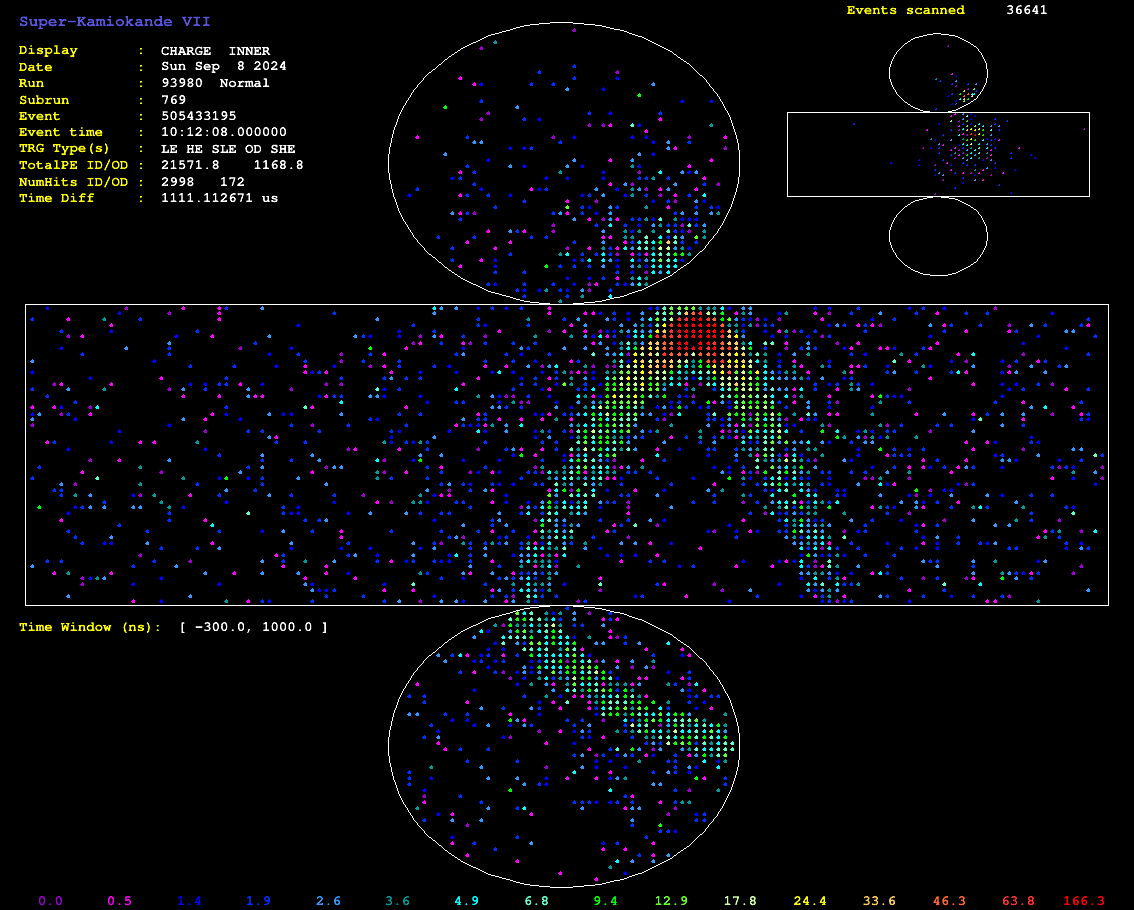 Super-Kamiokande VII
Events scanned 36641
Display : CHARGE INNER
Date : Sun Sep 8 2024
Run : 93980 Normal
Subrun : 769
Event : 505433195
Event time : 10:12:08.000000
TRG Type(s) : LE HE SLE OD SHE
TotalPE ID/OD : 21571.8 1168.8
NumHits ID/OD : 2998 172
Time Diff : 1111.112671 us
Time Window (ns): [ -300.0, 1000.0 ]
0.0 0.5 1.4 1.9 2.6 3.6 4.9 6.8 9.4 12.9 17.8 24.4 33.6 46.3 63.8 166.3